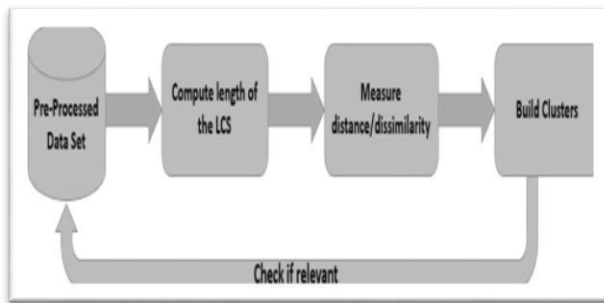 Pre-Processed
Data Set
Compute length of
the LCS
Measure
distance/dissimilarity
Build Clusters
Check if relevant